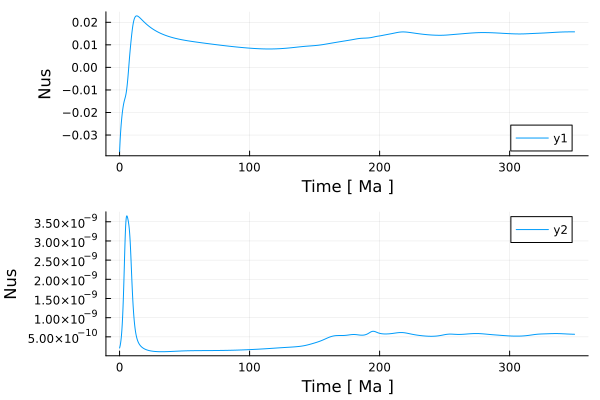 0.02
0.01
0.00
−0.01
−0.02
−0.03
Nus
y1
0 100 200 300
Time [ Ma ]
3.50×10⁻⁹
3.00×10⁻⁹
2.50×10⁻⁹
2.00×10⁻⁹
1.50×10⁻⁹
1.00×10⁻⁹
5.00×10⁻¹⁰
Nus
y2
0 100 200 300
Time [ Ma ]